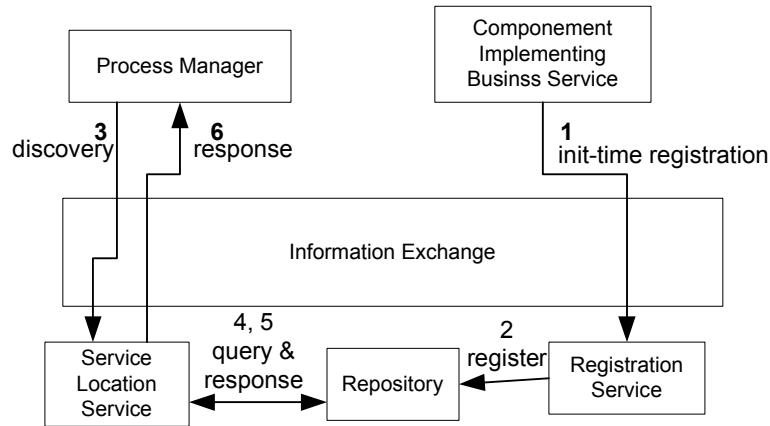 Process Manager
Componement
Implementing
Businss Service
3
discovery
6
response
1
init-time registration
Information Exchange
4, 5
query &
response
2
register
Service
Location
Service
Repository
Registration
Service